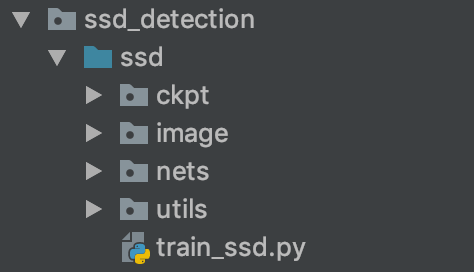 ssd_detection
ssd
ckpt
image
nets
utils
train_ssd.py